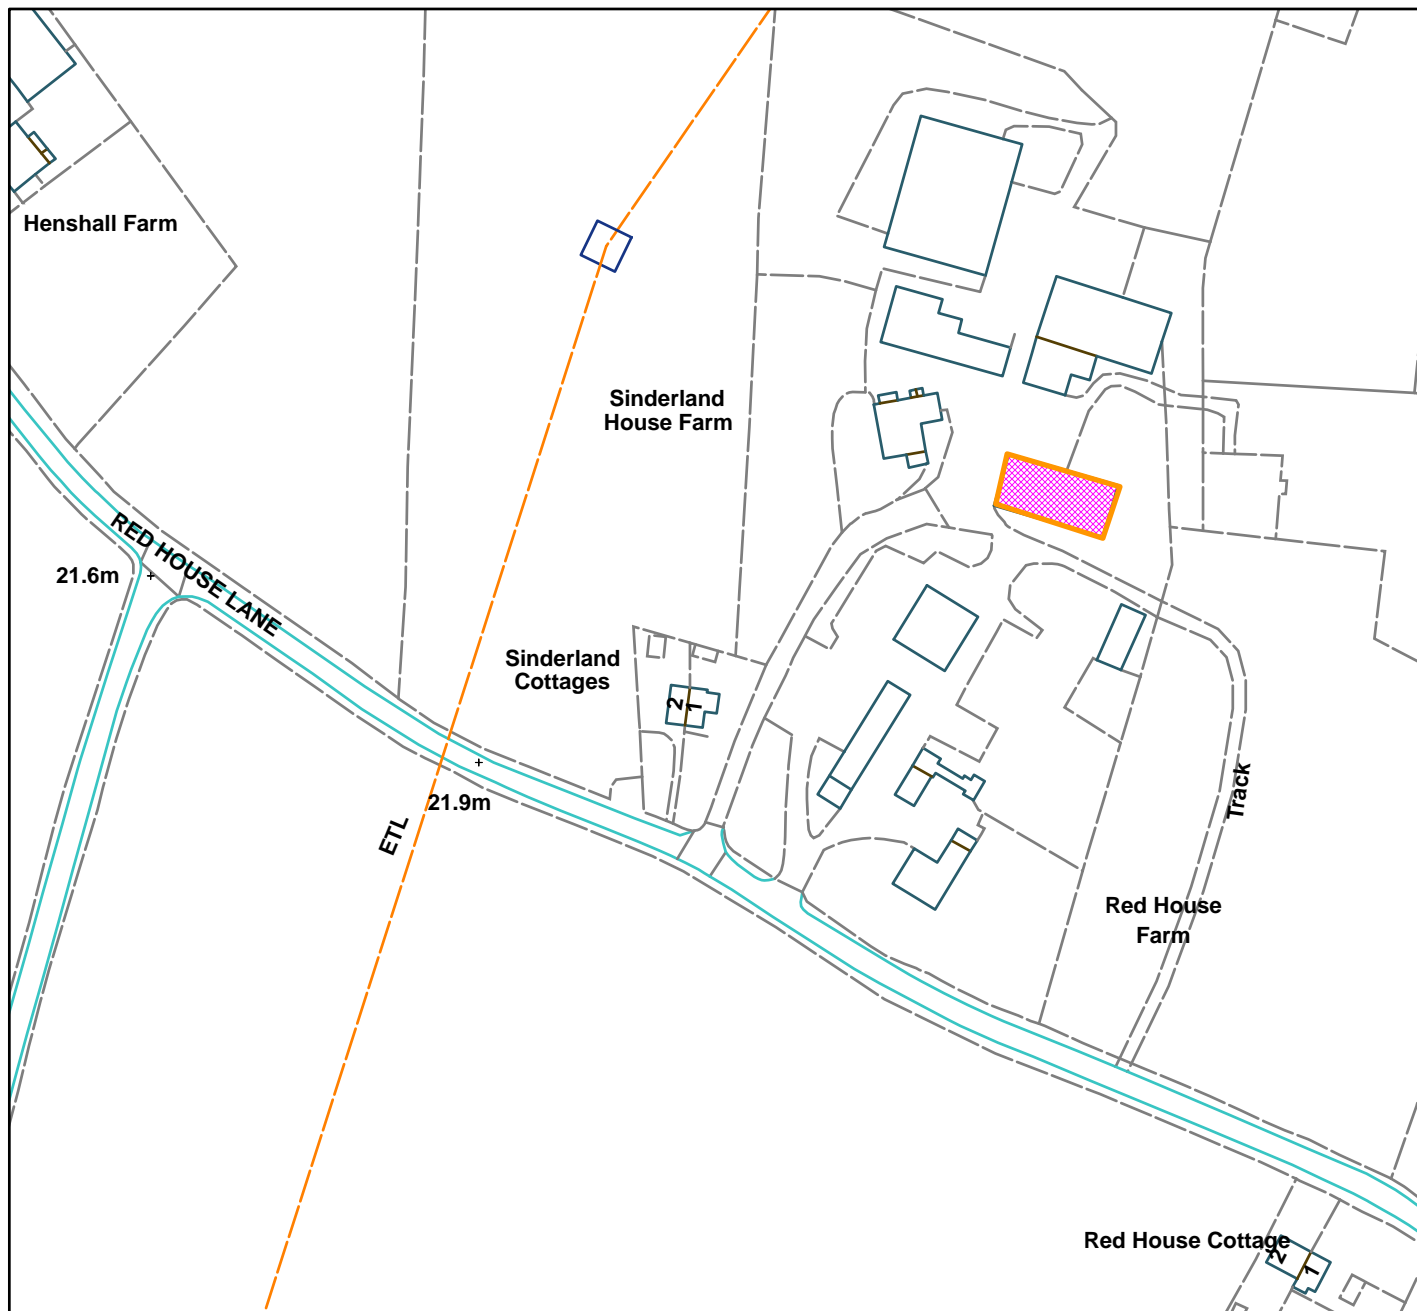 Henshall Farm
Sinderland
House Farm
RED HOUSE LANE
21.6m
Sinderland
Cottages
2
1
21.9m
ETL
Track
Red House
Farm
Red House Cottage
2
1